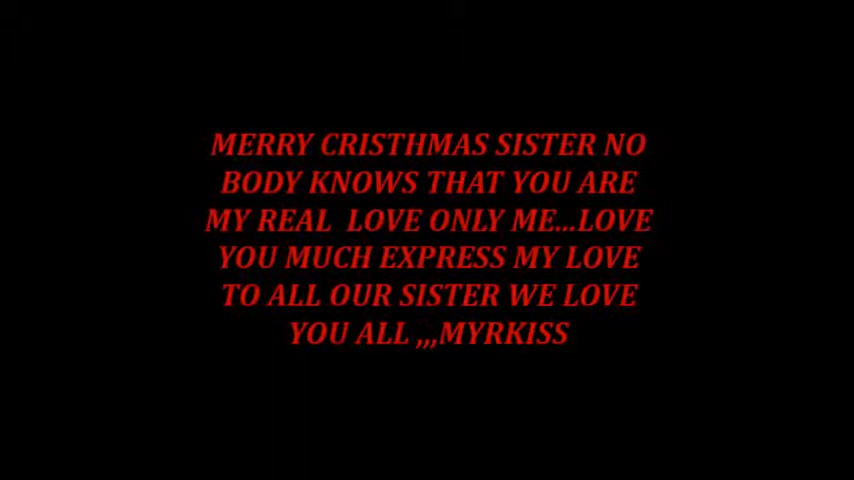 MERRY CRISTHMAS SISTER NO
BODY KNOWS THAT YOU ARE
MY REAL  LOVE ONLY ME...LOVE
YOU MUCH EXPRESS MY LOVE
TO ALL OUR SISTER WE LOVE
YOU ALL ,,,MYRKISS